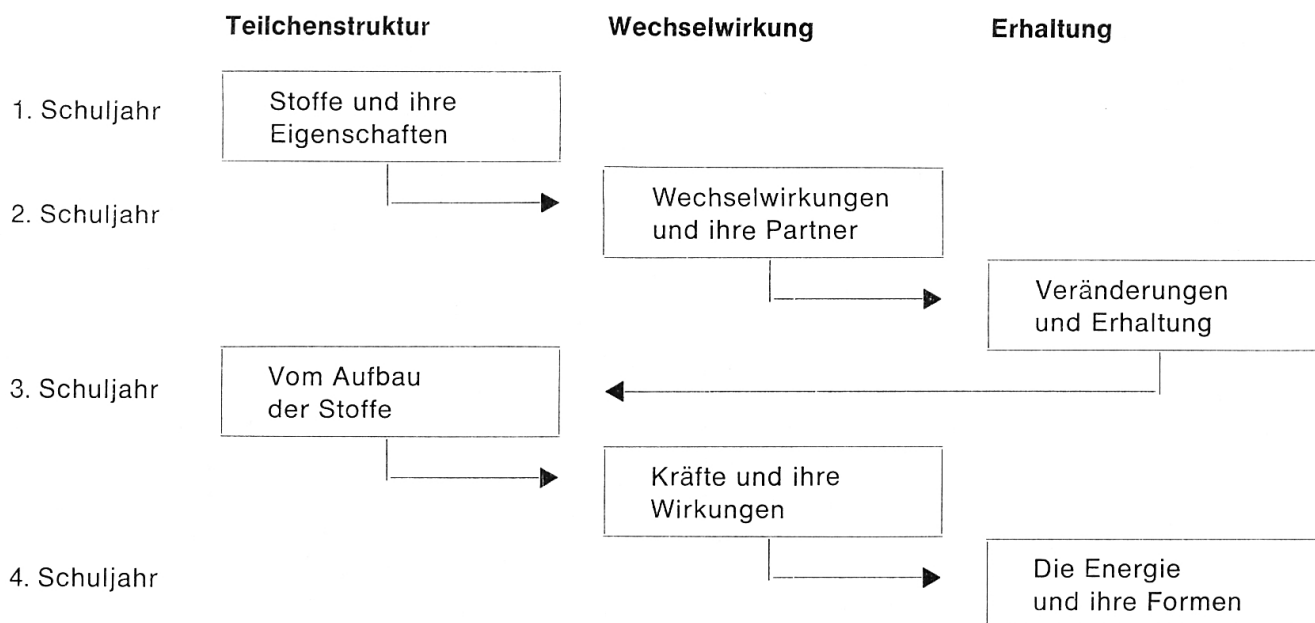 Teilchenstruktur Wechselwirkung Erhaltung
1. Schuljahr
Stoffe und ihre
Eigenschaften
2. Schuljahr
Wechselwirkungen
und ihre Partner
Veränderungen
und Erhaltung
3. Schuljahr
Vom Aufbau
der Stoffe
Kräfte und ihre
Wirkungen
4. Schuljahr
Die Energie
und ihre Formen